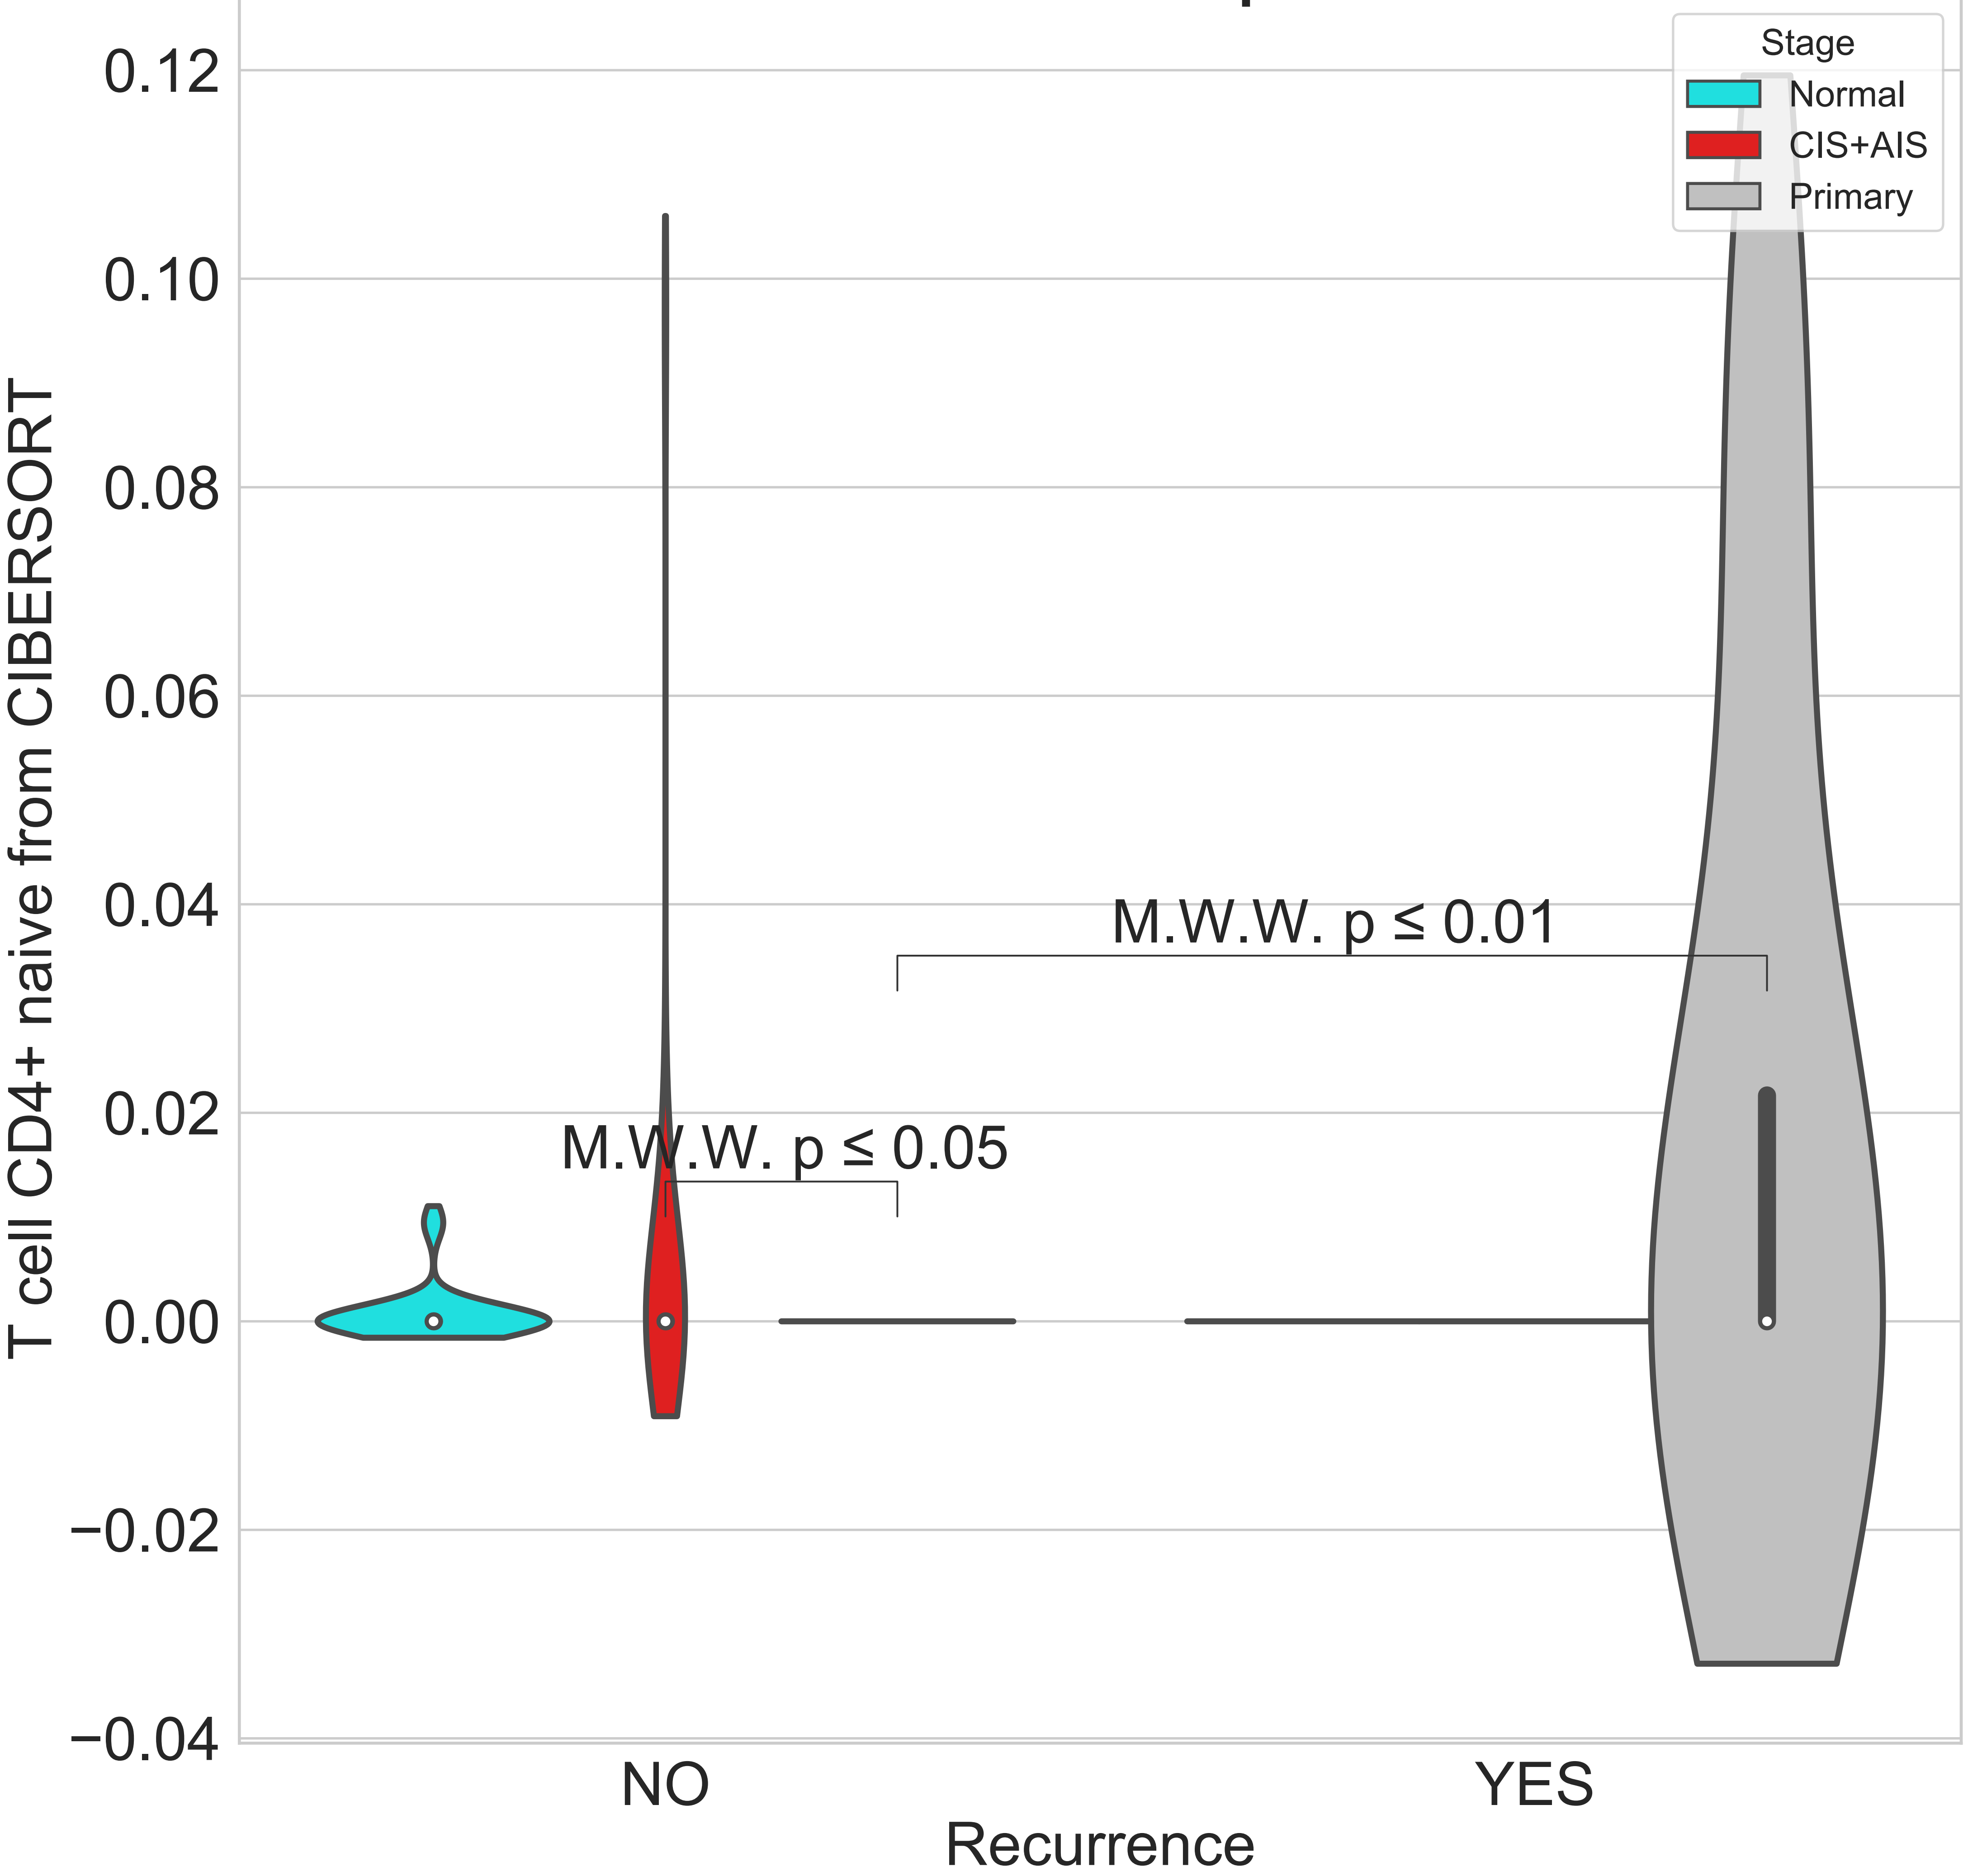 T cell CD4+ naive from CIBERSORT
0.12
0.10
0.08
0.06
0.04
0.02
0.00
−0.02
−0.04
Stage
Normal
CIS+AIS
Primary
M.W.W. p ≤ 0.01
M.W.W. p ≤ 0.05
NO
YES
Recurrence